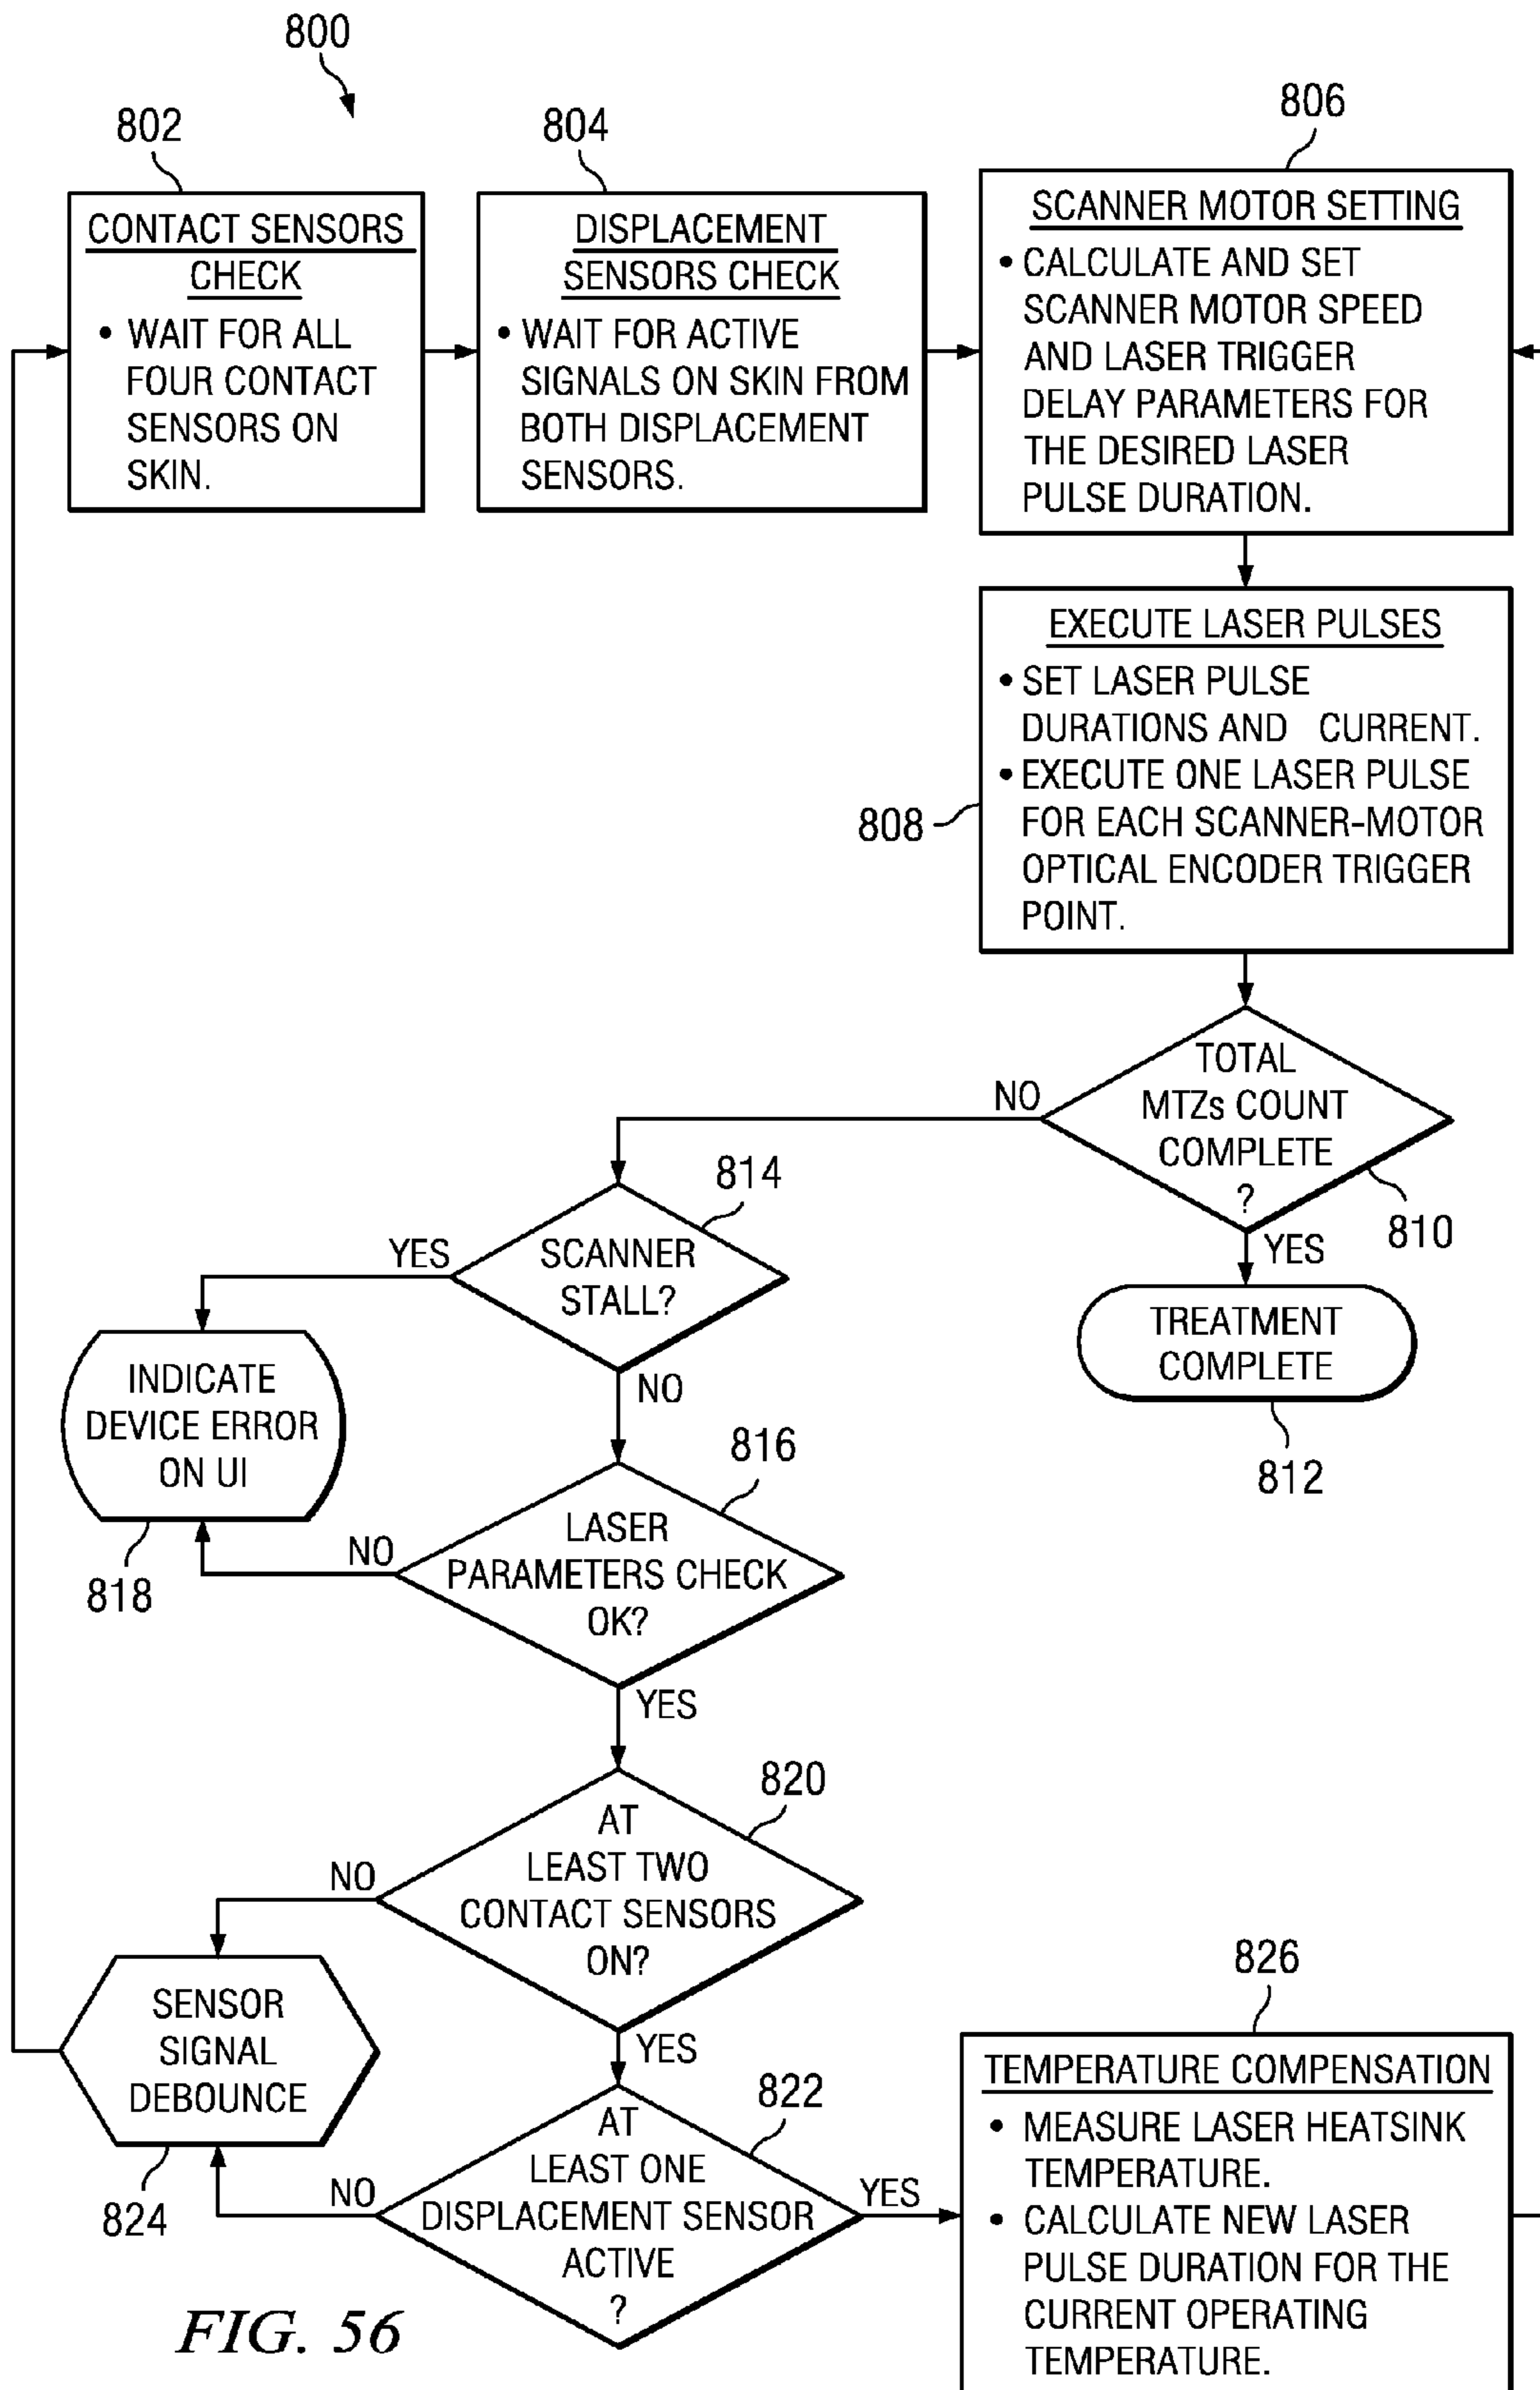 800
802
CONTACT SENSORS
CHECK
• WAIT FOR ALL
FOUR CONTACT
SENSORS ON
SKIN.
804
DISPLACEMENT
SENSORS CHECK
• WAIT FOR ACTIVE
SIGNALS ON SKIN FROM
BOTH DISPLACEMENT
SENSORS.
806
SCANNER MOTOR SETTING
• CALCULATE AND SET
SCANNER MOTOR SPEED
AND LASER TRIGGER
DELAY PARAMETERS FOR
THE DESIRED LASER
PULSE DURATION.
808
EXECUTE LASER PULSES
• SET LASER PULSE
DURATIONS AND CURRENT.
• EXECUTE ONE LASER PULSE
FOR EACH SCANNER-MOTOR
OPTICAL ENCODER TRIGGER
POINT.
TOTAL
MTZs COUNT
COMPLETE
?
810
NO
YES
TREATMENT
COMPLETE
812
814
SCANNER
STALL?
YES
NO
INDICATE
DEVICE ERROR
ON UI
818
816
LASER
PARAMETERS CHECK
OK?
NO
YES
820
AT
LEAST TWO
CONTACT SENSORS
ON?
NO
YES
SENSOR
SIGNAL
DEBOUNCE
824
822
AT
LEAST ONE
DISPLACEMENT SENSOR
ACTIVE
?
NO
YES
826
TEMPERATURE COMPENSATION
• MEASURE LASER HEATSINK
TEMPERATURE.
• CALCULATE NEW LASER
PULSE DURATION FOR THE
CURRENT OPERATING
TEMPERATURE.
FIG. 56